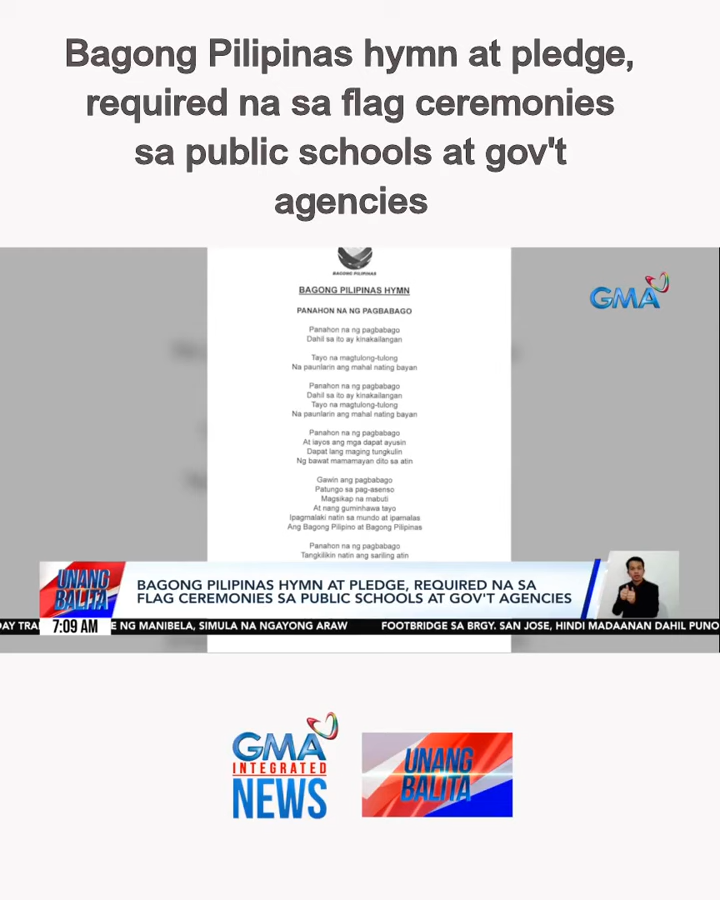 Bagong Pilipinas hymn at pledge,
required na sa flag ceremonies
sa public schools at gov't
agencies
BAGONG PILIPINAS
GMA
BAGONG PILIPINAS HYMN
PANAHON NA NG PAGBABAGO
Panahon na ng pagbabago
Dahil sa ito ay kinakailangan
Tayo na magtulong-tulong
Na paunlarin ang mahal nating bayan
Panahon na ng pagbabago
Dahil sa ito ay kinakailangan
Tayo na magtulong-tulong
Na paunlarin ang mahal nating bayan
Panahon na ng pagbabago
At iayos ang mga dapat ayusin
Dapat lang maging tungkulin
Ng bawat mamamayan dito sa atin
Gawin ang pagbabago
Patungo sa pag-asenso
Magsikap na mabuti
At nang guminhawa tayo
Ipagmalaki natin sa mundo at ipamalas
Ang Bagong Pilipino at Bagong Pilipinas
Panahon na ng pagbabago
Tangkilikin natin ang sariling atin
UNANG
BALITA
BAGONG PILIPINAS HYMN AT PLEDGE, REQUIRED NA SA
FLAG CEREMONIES SA PUBLIC SCHOOLS AT GOV'T AGENCIES
7:09 AM
E NG MANIBELA, SIMULA NA NGAYONG ARAW FOOTBRIDGE SA BRGY. SAN JOSE, HINDI MADAANAN DAHIL PUNO
GMA
INTEGRATED
NEWS
UNANG
BALITA